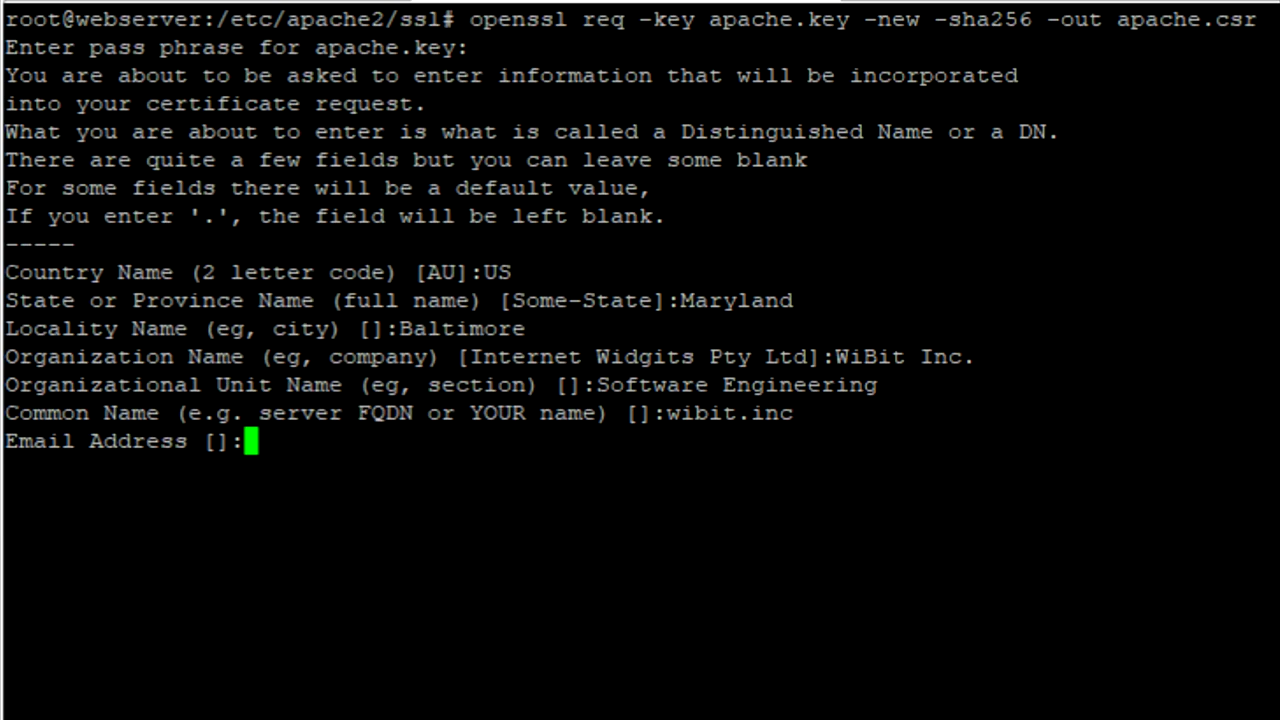 root@webserver:/etc/apache2/ssl# openssl req -key apache.key -new -sha256 -out apache.csr
Enter pass phrase for apache.key:
You are about to be asked to enter information that will be incorporated
into your certificate request.
What you are about to enter is what is called a Distinguished Name or a DN.
There are quite a few fields but you can leave some blank
For some fields there will be a default value,
If you enter '.', the field will be left blank.
-----
Country Name (2 letter code) [AU]:US
State or Province Name (full name) [Some-State]:Maryland
Locality Name (eg, city) []:Baltimore
Organization Name (eg, company) [Internet Widgits Pty Ltd]:WiBit Inc.
Organizational Unit Name (eg, section) []:Software Engineering
Common Name (e.g. server FQDN or YOUR name) []:wibit.inc
Email Address []: